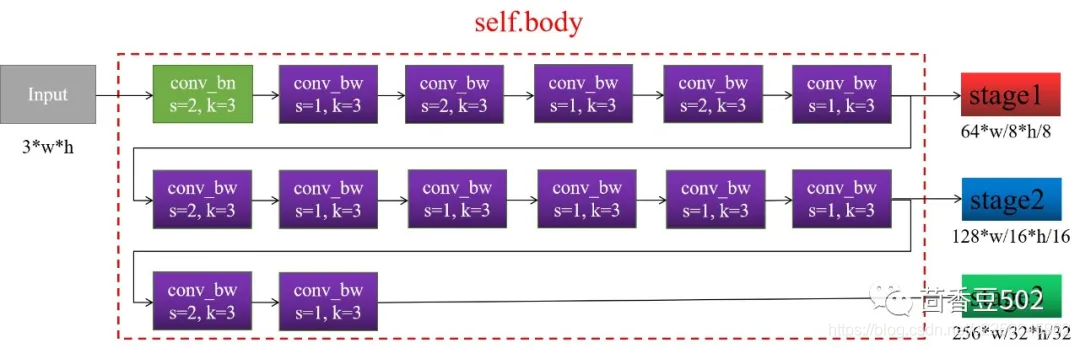 self.body
Input
3*w*h
conv_bn
s=2, k=3
conv_bw
s=1, k=3
conv_bw
s=2, k=3
conv_bw
s=1, k=3
conv_bw
s=2, k=3
conv_bw
s=1, k=3
stage1
64*w/8*h/8
conv_bw
s=2, k=3
conv_bw
s=1, k=3
conv_bw
s=1, k=3
conv_bw
s=1, k=3
conv_bw
s=1, k=3
conv_bw
s=1, k=3
stage2
128*w/16*h/16
conv_bw
s=2, k=3
conv_bw
s=1, k=3
茴香豆502
256*w/32*h/32
https://blog.csdn.net